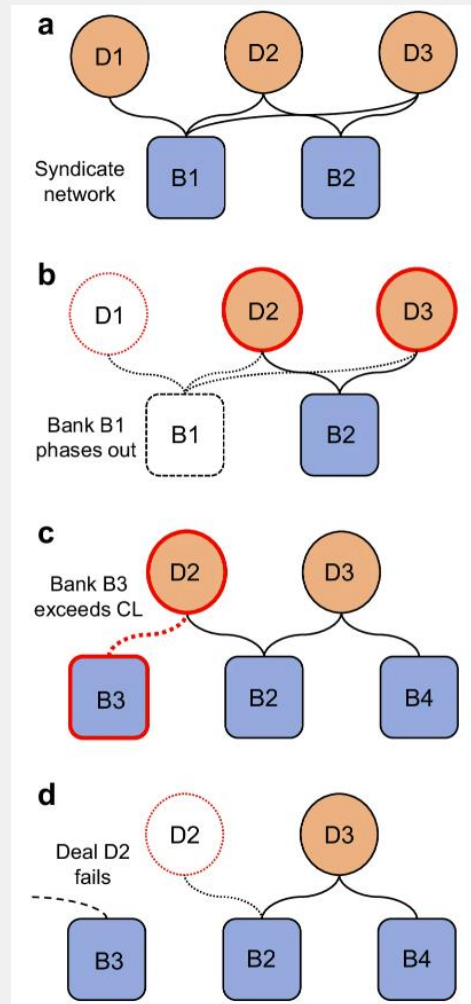 a
D1 D2 D3
Syndicate
network
B1 B2
b
D1 D2 D3
Bank B1
phases out
B1 B2
c
D2 D3
Bank B3
exceeds CL
B3 B2 B4
d
D2 D3
Deal D2
fails
B3 B2 B4